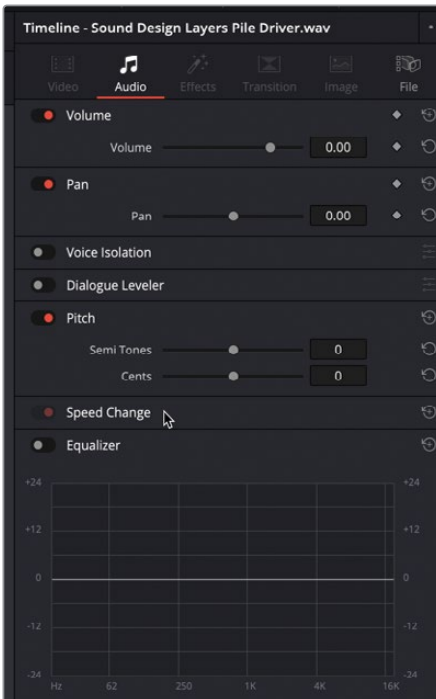 Timeline - Sound Design Layers Pile Driver.wav
Video Audio Effects Transition Image File
Volume
Volume 0.00
Pan
Pan 0.00
Voice Isolation
Dialogue Leveler
Pitch
Semi Tones 0
Cents 0
Speed Change
Equalizer
+24 +24
+12 +12
0 0
-12 -12
-24 -24
Hz 62 250 1K 4K 16K